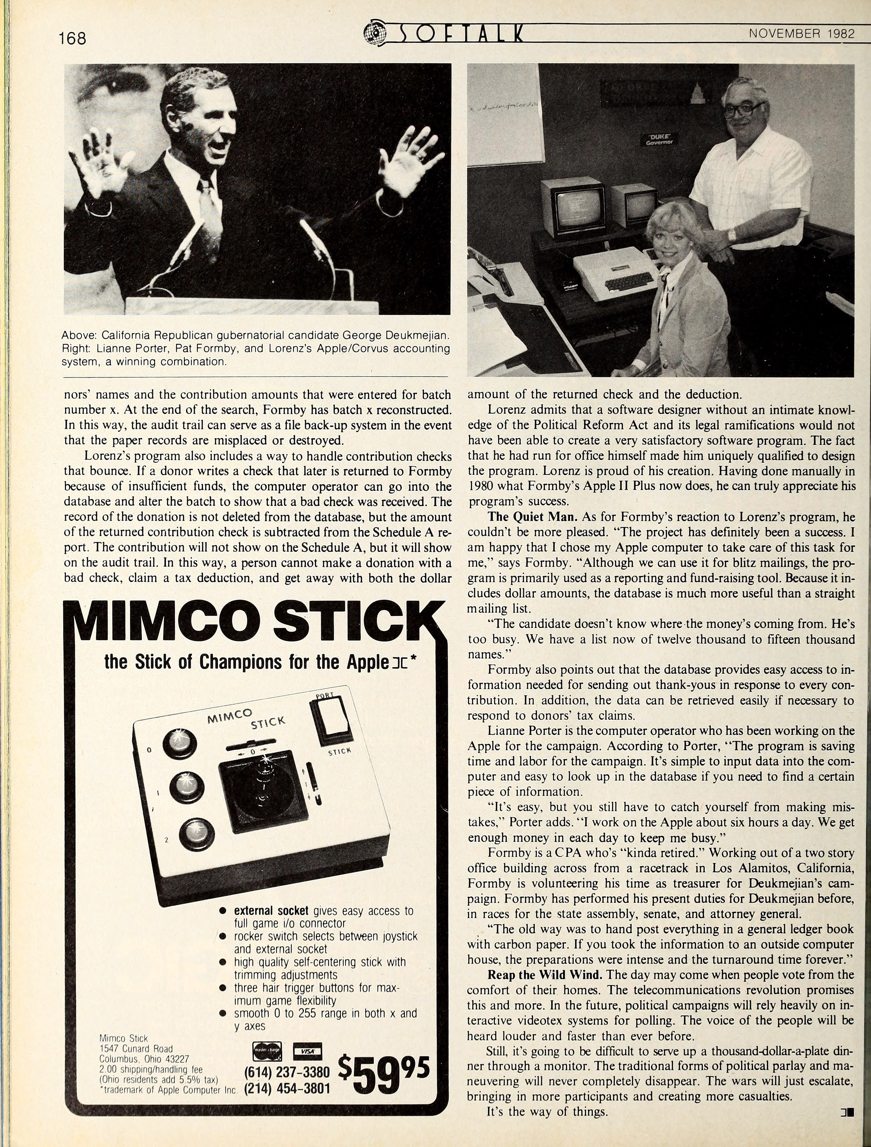 168
SOFTALK
NOVEMBER 1982
"DUKE"
Governor
Above: California Republican gubernatorial candidate George Deukmejian.
Right: Lianne Porter, Pat Formby, and Lorenz's Apple/Corvus accounting
system, a winning combination.
nors' names and the contribution amounts that were entered for batch
number x. At the end of the search, Formby has batch x reconstructed.
In this way, the audit trail can serve as a file back-up system in the event
that the paper records are misplaced or destroyed.
Lorenz's program also includes a way to handle contribution checks
that bounce. If a donor writes a check that later is returned to Formby
because of insufficient funds, the computer operator can go into the
database and alter the batch to show that a bad check was received. The
record of the donation is not deleted from the database, but the amount
of the returned contribution check is subtracted from the Schedule A re-
port. The contribution will not show on the Schedule A, but it will show
on the audit trail. In this way, a person cannot make a donation with a
bad check, claim a tax deduction, and get away with both the dollar
amount of the returned check and the deduction.
Lorenz admits that a software designer without an intimate knowl-
edge of the Political Reform Act and its legal ramifications would not
have been able to create a very satisfactory software program. The fact
that he had run for office himself made him uniquely qualified to design
the program. Lorenz is proud of his creation. Having done manually in
1980 what Formby's Apple II Plus now does, he can truly appreciate his
program's success.
The Quiet Man. As for Formby's reaction to Lorenz's program, he
couldn't be more pleased. "The project has definitely been a success. I
am happy that I chose my Apple computer to take care of this task for
me," says Formby. "Although we can use it for blitz mailings, the pro-
gram is primarily used as a reporting and fund-raising tool. Because it in-
cludes dollar amounts, the database is much more useful than a straight
mailing list.
"The candidate doesn't know where the money's coming from. He's
too busy. We have a list now of twelve thousand to fifteen thousand
names."
Formby also points out that the database provides easy access to in-
formation needed for sending out thank-yous in response to every con-
tribution. In addition, the data can be retrieved easily if necessary to
respond to donors' tax claims.
Lianne Porter is the computer operator who has been working on the
Apple for the campaign. According to Porter, "The program is saving
time and labor for the campaign. It's simple to input data into the com-
puter and easy to look up in the database if you need to find a certain
piece of information.
"It's easy, but you still have to catch yourself from making mis-
takes," Porter adds. "I work on the Apple about six hours a day. We get
enough money in each day to keep me busy."
Formby is a CPA who's "kinda retired." Working out of a two story
office building across from a racetrack in Los Alamitos, California,
Formby is volunteering his time as treasurer for Deukmejian's cam-
paign. Formby has performed his present duties for Deukmejian before,
in races for the state assembly, senate, and attorney general.
"The old way was to hand post everything in a general ledger book
with carbon paper. If you took the information to an outside computer
house, the preparations were intense and the turnaround time forever."
Reap the Wild Wind. The day may come when people vote from the
comfort of their homes. The telecommunications revolution promises
this and more. In the future, political campaigns will rely heavily on in-
teractive videotex systems for polling. The voice of the people will be
heard louder and faster than ever before.
Still, it's going to be difficult to serve up a thousand-dollar-a-plate din-
ner through a monitor. The traditional forms of political parlay and ma-
neuvering will never completely disappear. The wars will just escalate,
bringing in more participants and creating more casualties.
It's the way of things.
MIMCO STICK
the Stick of Champions for the Apple ][*
MIMCO
STICK
PORT
STICK
0
1
2
0
● external socket gives easy access to
full game i/o connector
● rocker switch selects between joystick
and external socket
● high quality self-centering stick with
trimming adjustments
● three hair trigger buttons for max-
imum game flexibility
● smooth 0 to 255 range in both x and
y axes
Mimco Stick
1547 Cunard Road
Columbus, Ohio 43227
2.00 shipping/handling fee
(Ohio residents add 5.5% tax)
*trademark of Apple Computer Inc.
master charge
VISA
(614) 237-3380
(214) 454-3801
$59 95